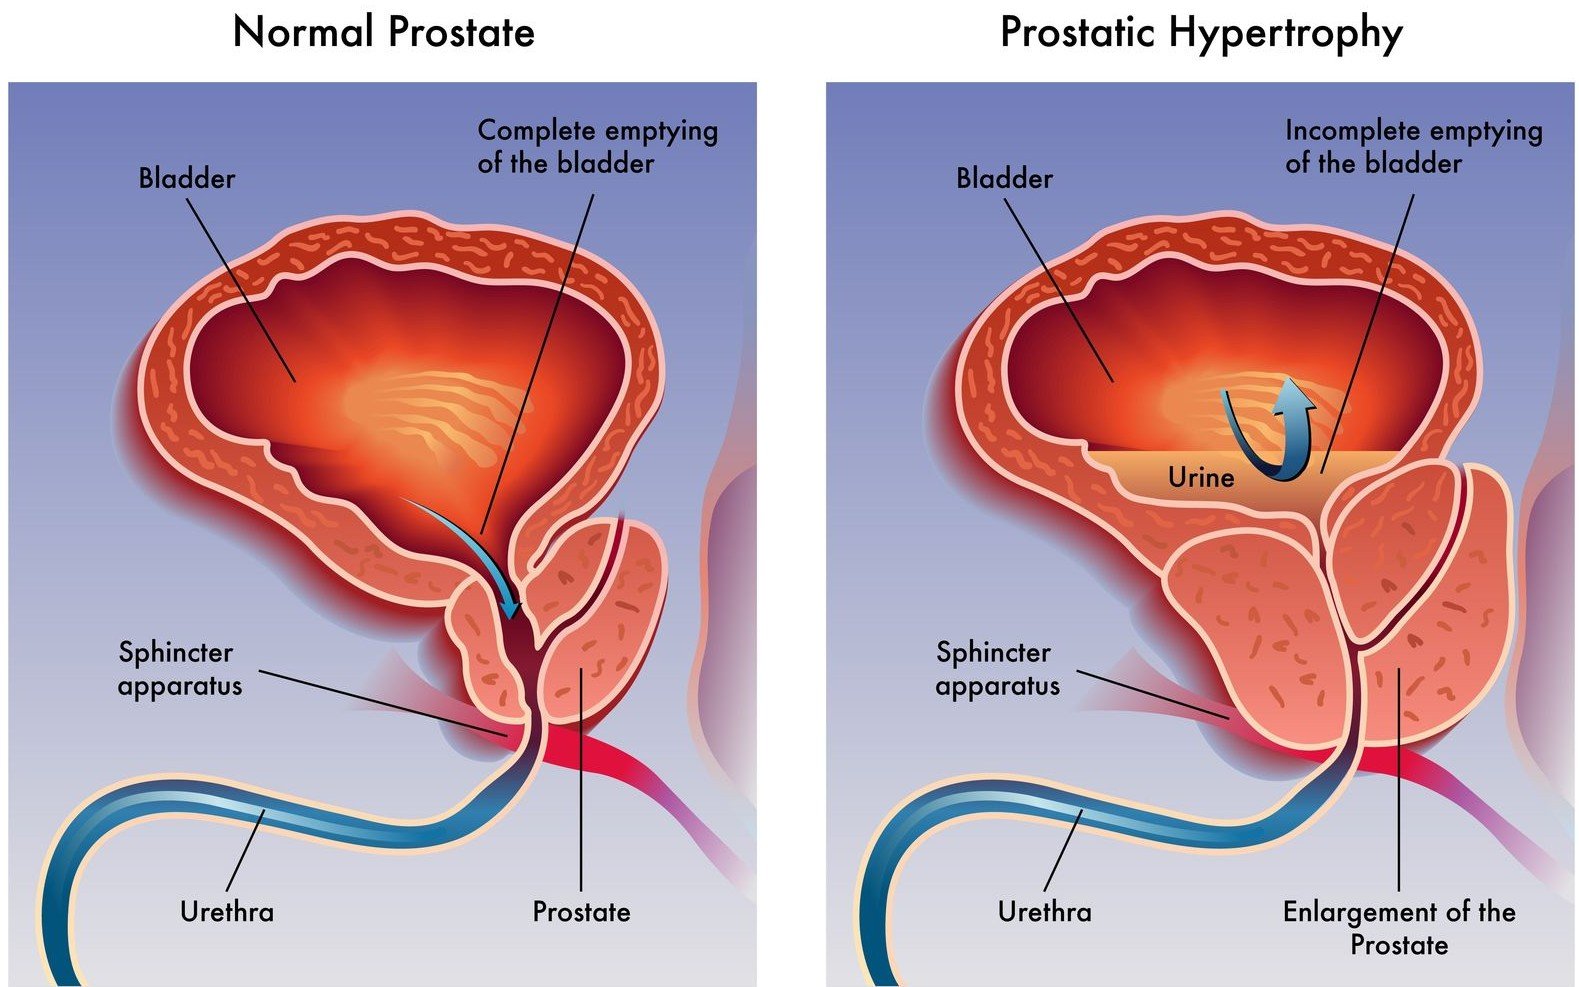 Normal Prostate
Complete emptying
of the bladder
Bladder
Sphincter
apparatus
Urethra
Prostate
Prostatic Hypertrophy
Incomplete emptying
of the bladder
Bladder
Urine
Sphincter
apparatus
Urethra
Enlargement of the
Prostate